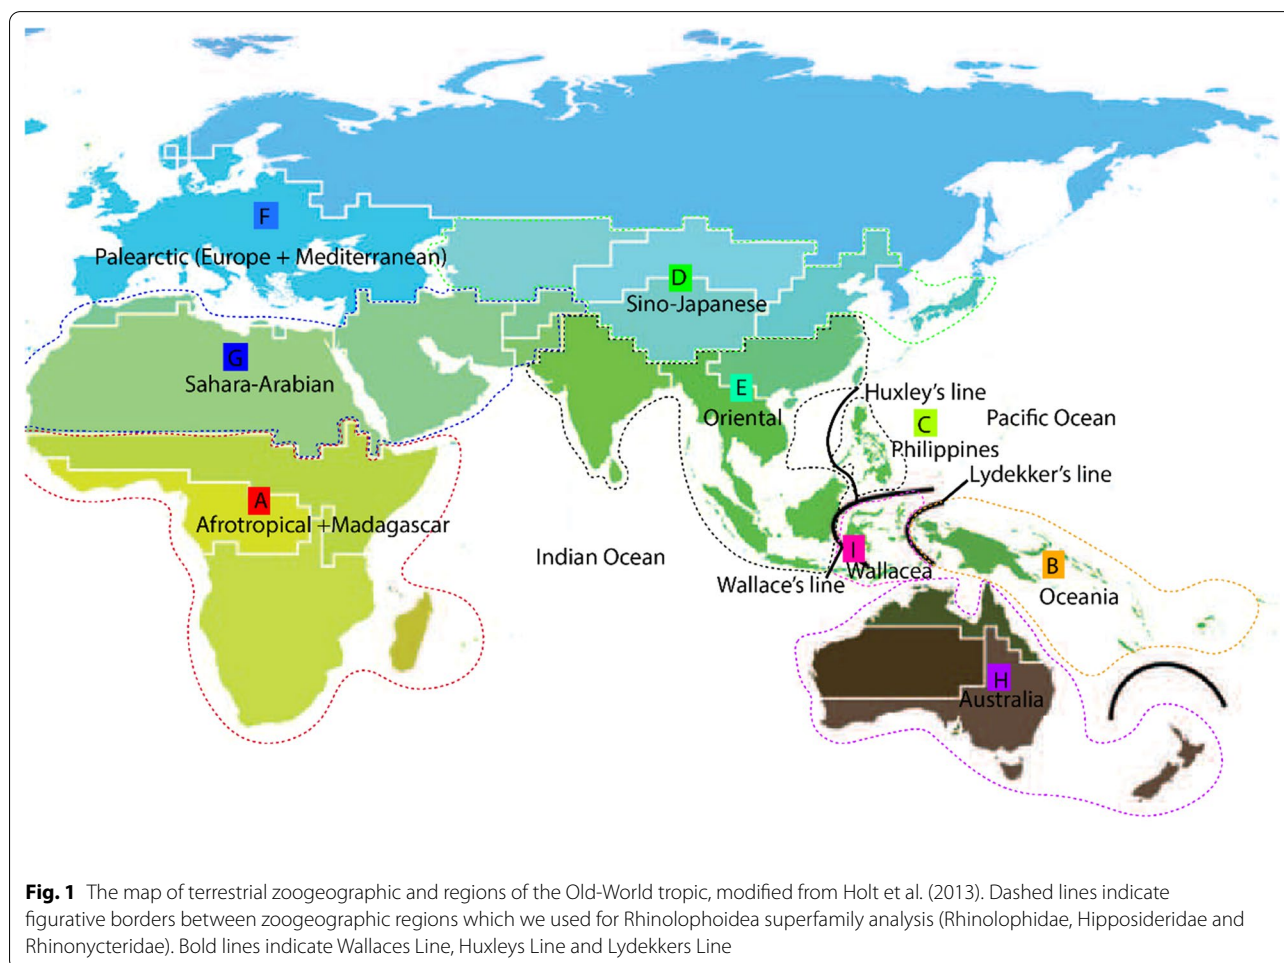 F
Palearctic (Europe + Mediterranean)
D
Sino-Japanese
G
Sahara-Arabian
E
Oriental
Huxley's line
C
Philippines
Pacific Ocean
Lydekker's line
A
Afrotropical +Madagascar
Indian Ocean
I
Wallacea
Wallace's line
B
Oceania
H
Australia
Fig. 1 The map of terrestrial zoogeographic and regions of the Old-World tropic, modified from Holt et al. (2013). Dashed lines indicate
figurative borders between zoogeographic regions which we used for Rhinolophoidea superfamily analysis (Rhinolophidae, Hipposideridae and
Rhinonycteridae). Bold lines indicate Wallaces Line, Huxleys Line and Lydekkers Line